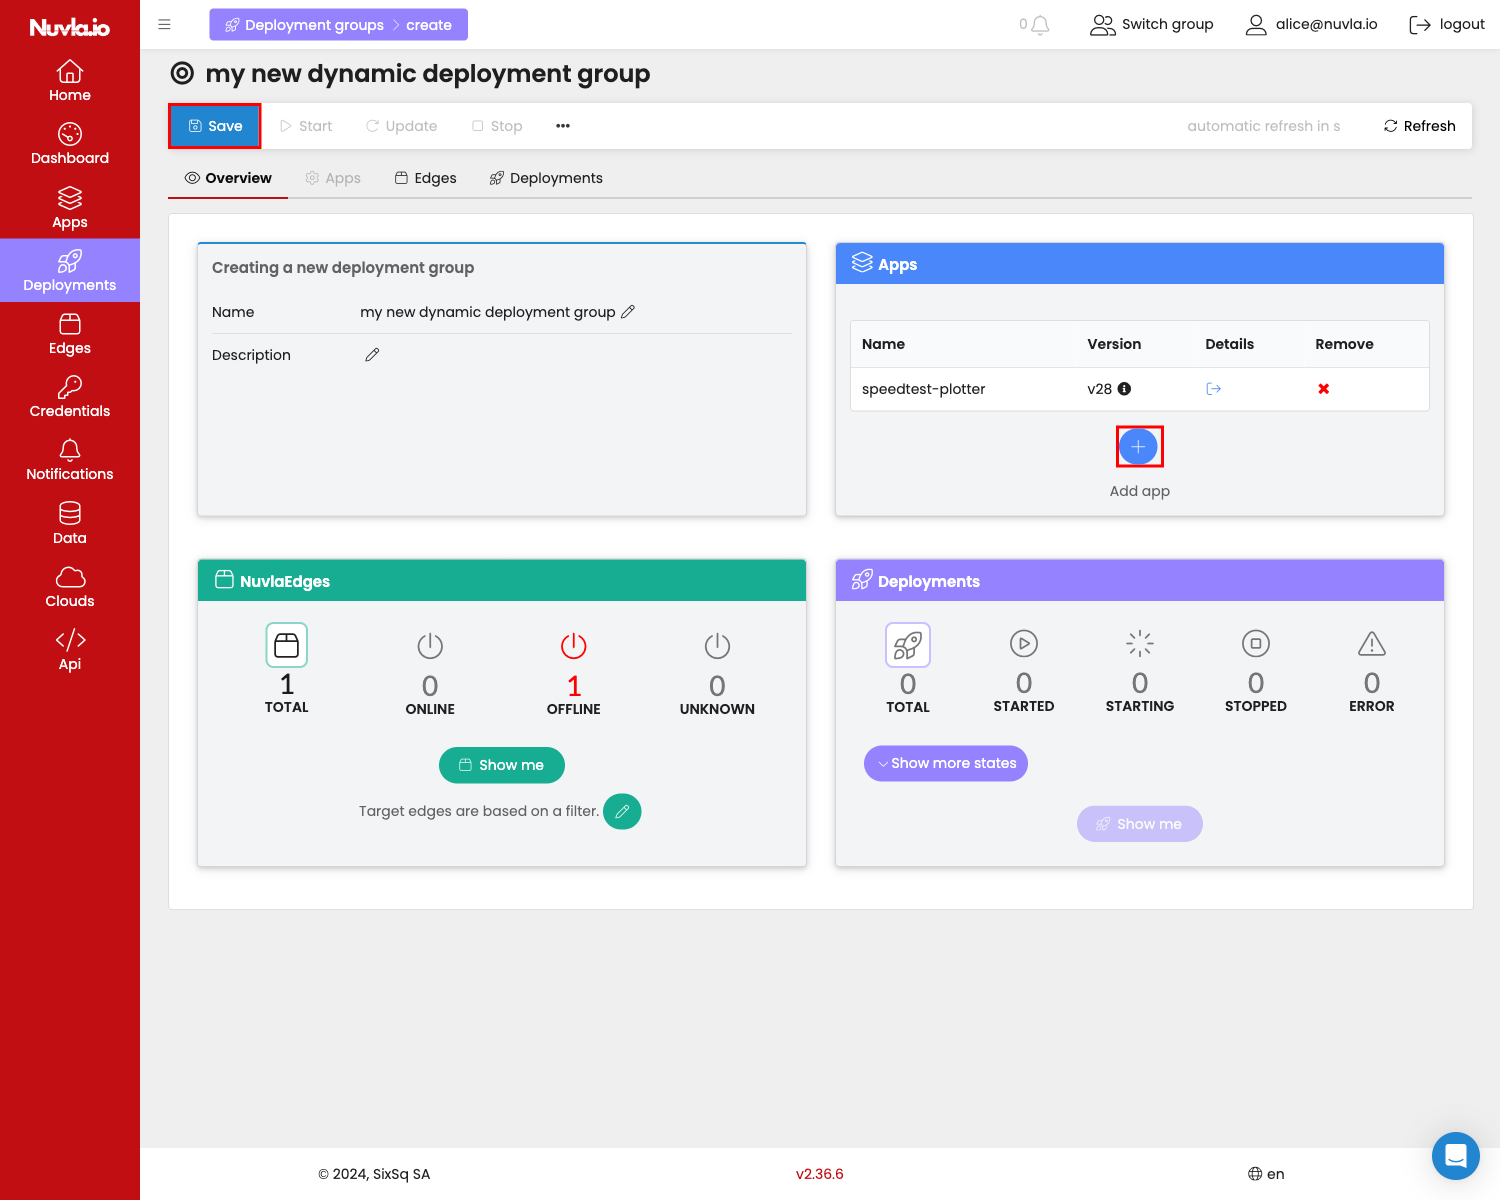 Nuvla.io
Deployment groups > create
0
Switch group
alice@nuvla.io
logout
Home
Dashboard
Apps
Deployments
Edges
Credentials
Notifications
Data
Clouds
Api
my new dynamic deployment group
Save
Start
Update
Stop
•••
automatic refresh in s
Refresh
Overview
Apps
Edges
Deployments
Creating a new deployment group
Name my new dynamic deployment group
Description
Apps
Name Version Details Remove
speedtest-plotter v28
Add app
NuvlaEdges
1 0 1 0
TOTAL ONLINE OFFLINE UNKNOWN
Show me
Target edges are based on a filter.
Deployments
0 0 0 0 0
TOTAL STARTED STARTING STOPPED ERROR
Show more states
Show me
© 2024, SixSq SA
v2.36.6
en